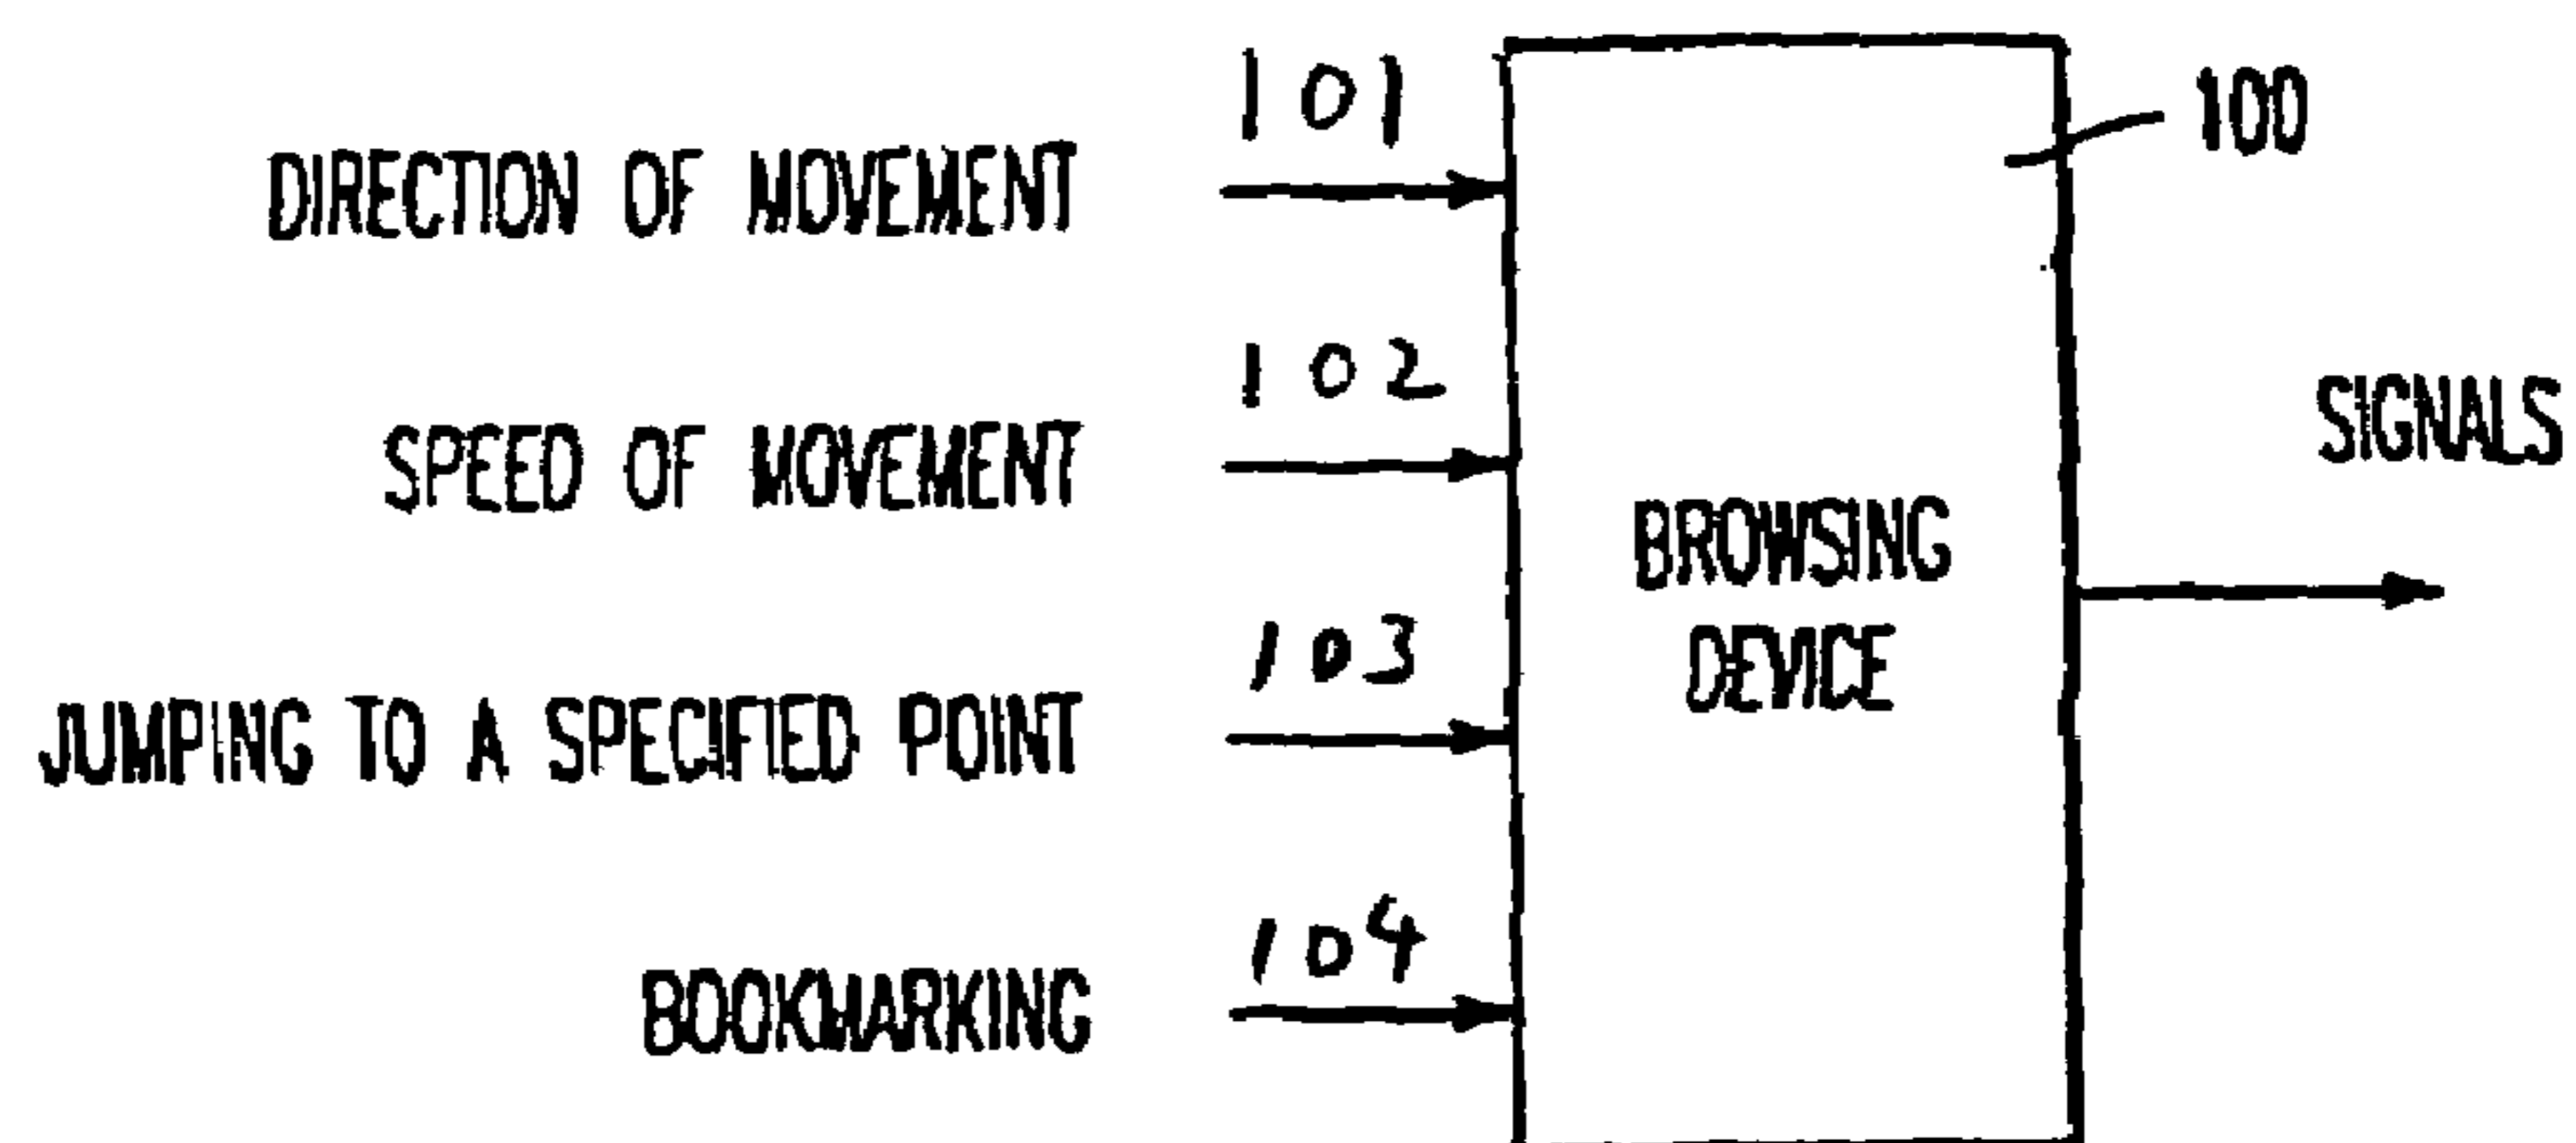 101
100
DIRECTION OF MOVEMENT
102
SIGNALS
SPEED OF MOVEMENT
BROWSING
DEVICE
103
JUMPING TO A SPECIFIED POINT
104
BOOKMARKING